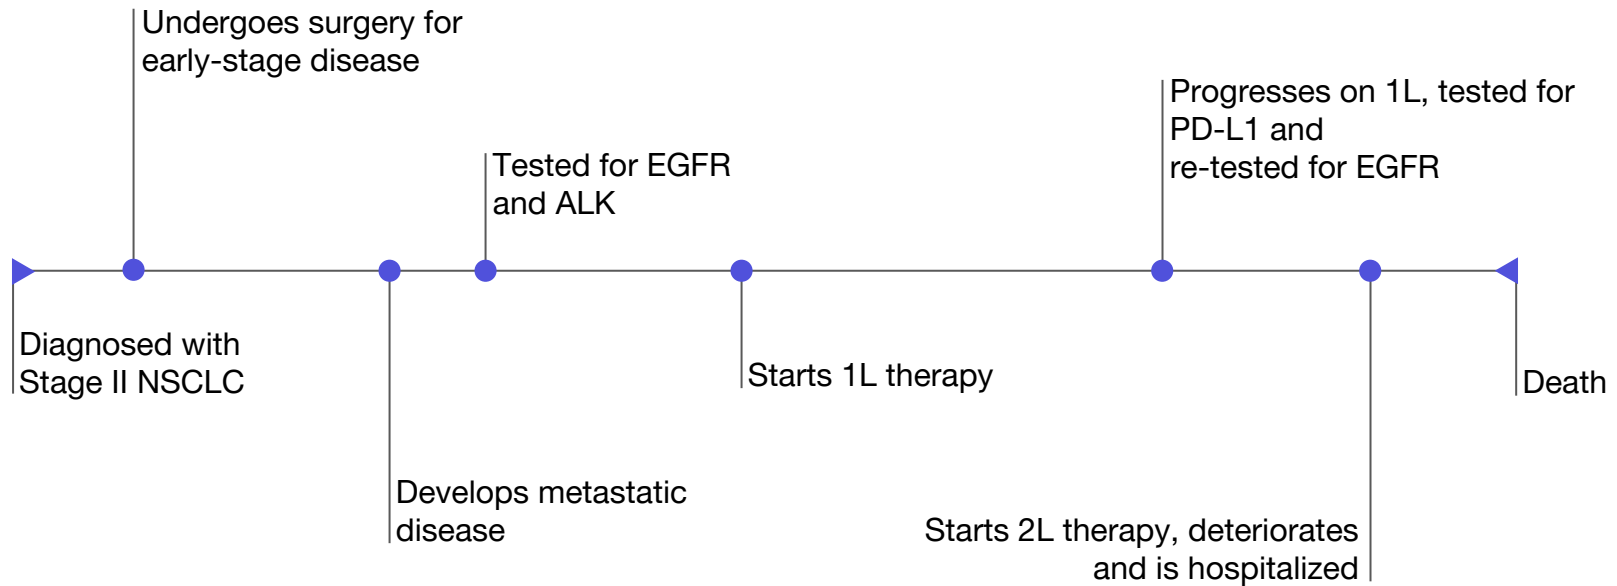 Undergoes surgery for
early-stage disease
Progresses on 1L, tested for
PD-L1 and
re-tested for EGFR
Tested for EGFR
and ALK
Diagnosed with
Stage II NSCLC
Starts 1L therapy
Death
Develops metastatic
disease
Starts 2L therapy, deteriorates
and is hospitalized